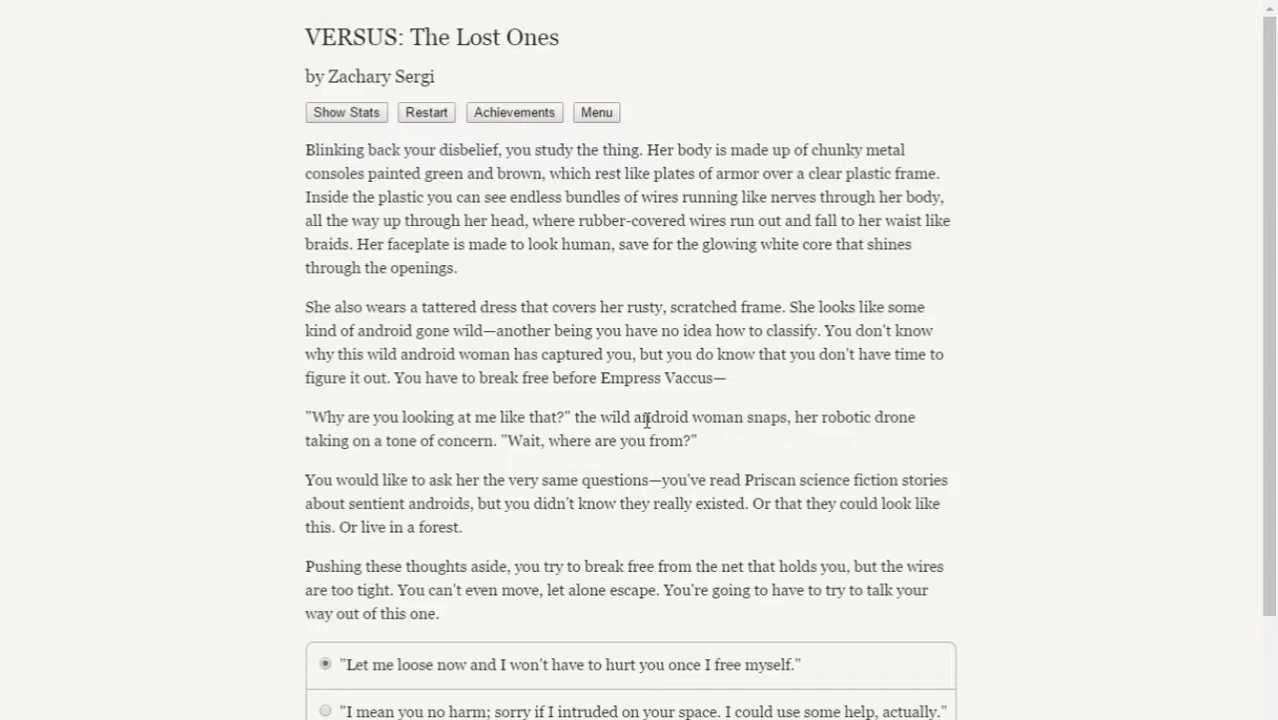 VERSUS: The Lost Ones
by Zachary Sergi
Show Stats Restart Achievements Menu
Blinking back your disbelief, you study the thing. Her body is made up of chunky metal
consoles painted green and brown, which rest like plates of armor over a clear plastic frame.
Inside the plastic you can see endless bundles of wires running like nerves through her body,
all the way up through her head, where rubber-covered wires run out and fall to her waist like
braids. Her faceplate is made to look human, save for the glowing white core that shines
through the openings.
She also wears a tattered dress that covers her rusty, scratched frame. She looks like some
kind of android gone wild—another being you have no idea how to classify. You don't know
why this wild android woman has captured you, but you do know that you don't have time to
figure it out. You have to break free before Empress Vaccus—
"Why are you looking at me like that?" the wild android woman snaps, her robotic drone
taking on a tone of concern. "Wait, where are you from?"
You would like to ask her the very same questions—you've read Priscan science fiction stories
about sentient androids, but you didn't know they really existed. Or that they could look like
this. Or live in a forest.
Pushing these thoughts aside, you try to break free from the net that holds you, but the wires
are too tight. You can't even move, let alone escape. You're going to have to try to talk your
way out of this one.
"Let me loose now and I won't have to hurt you once I free myself."
"I mean you no harm; sorry if I intruded on your space. I could use some help, actually."